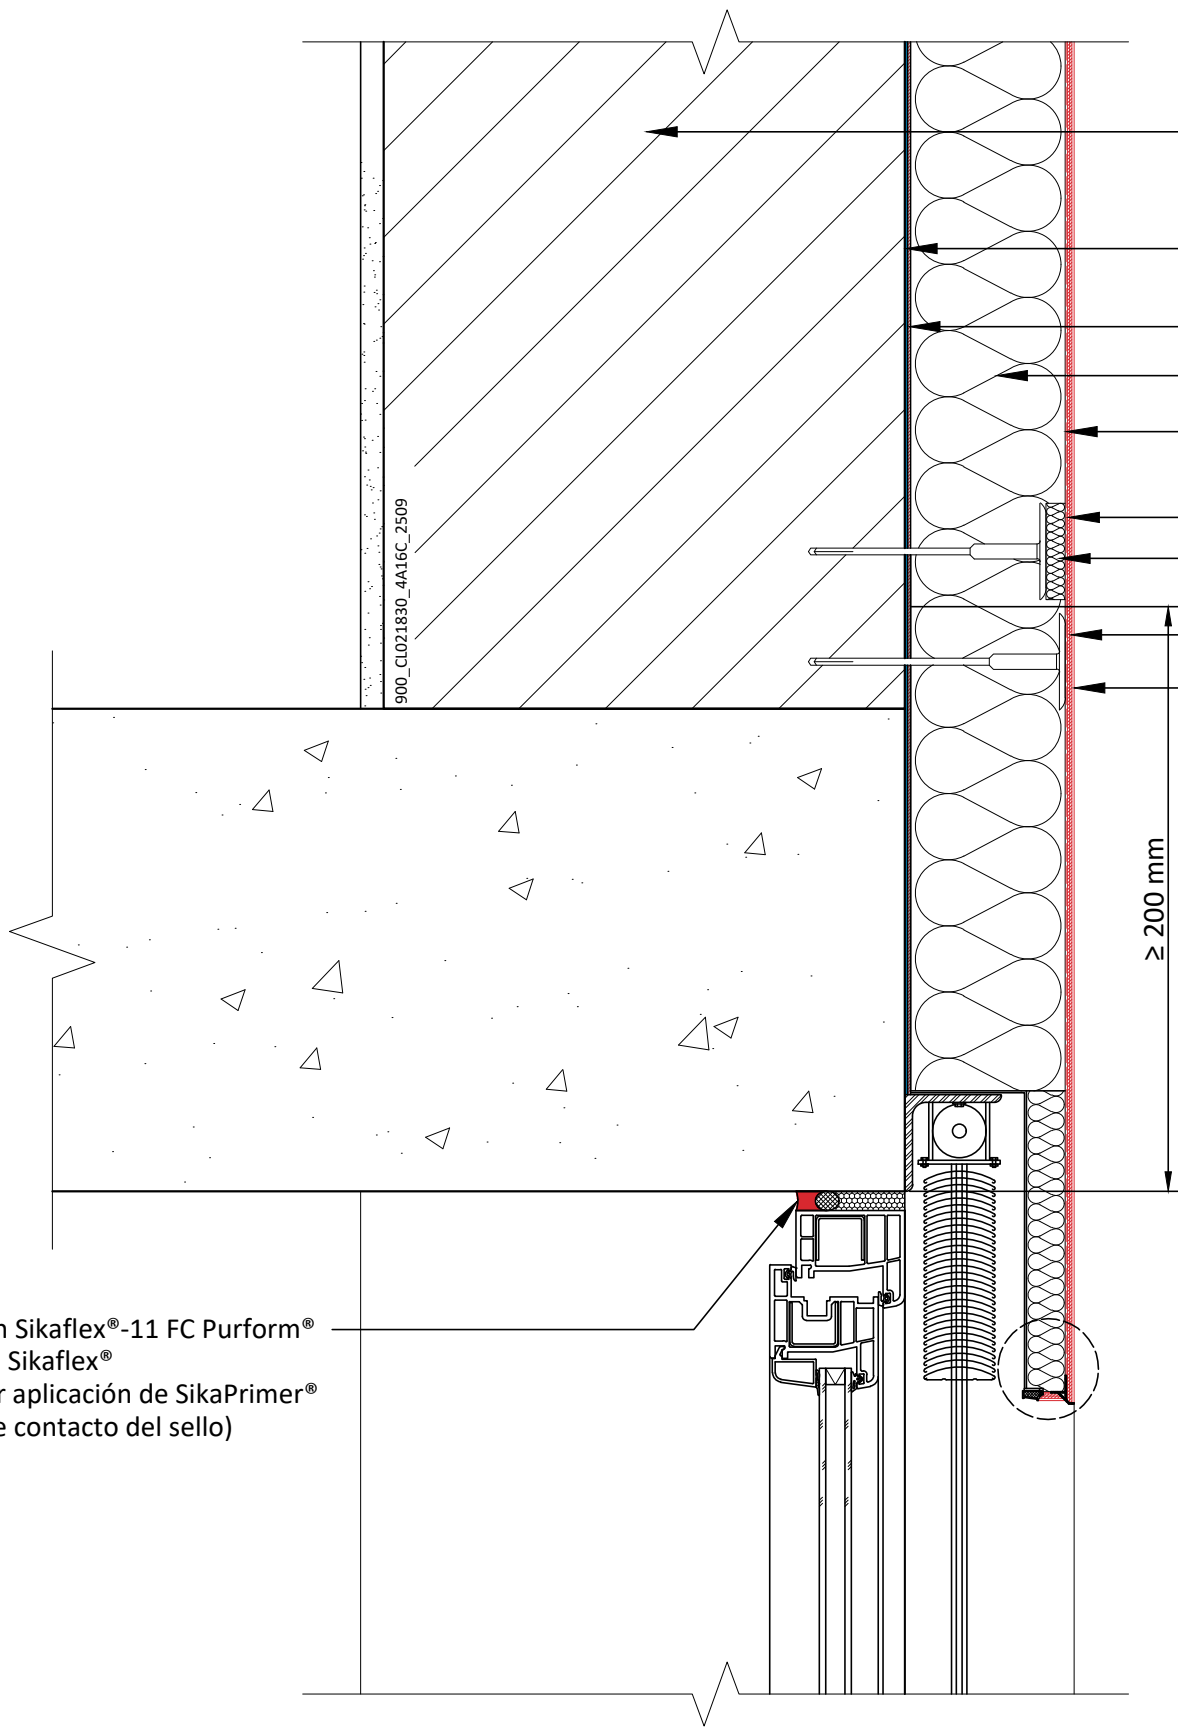 900_CL021830_4A16C_2509
≥ 200 mm
Sikaflex®-11 FC Purform®
Sikaflex®
aplicación de SikaPrimer®
contacto del sello)